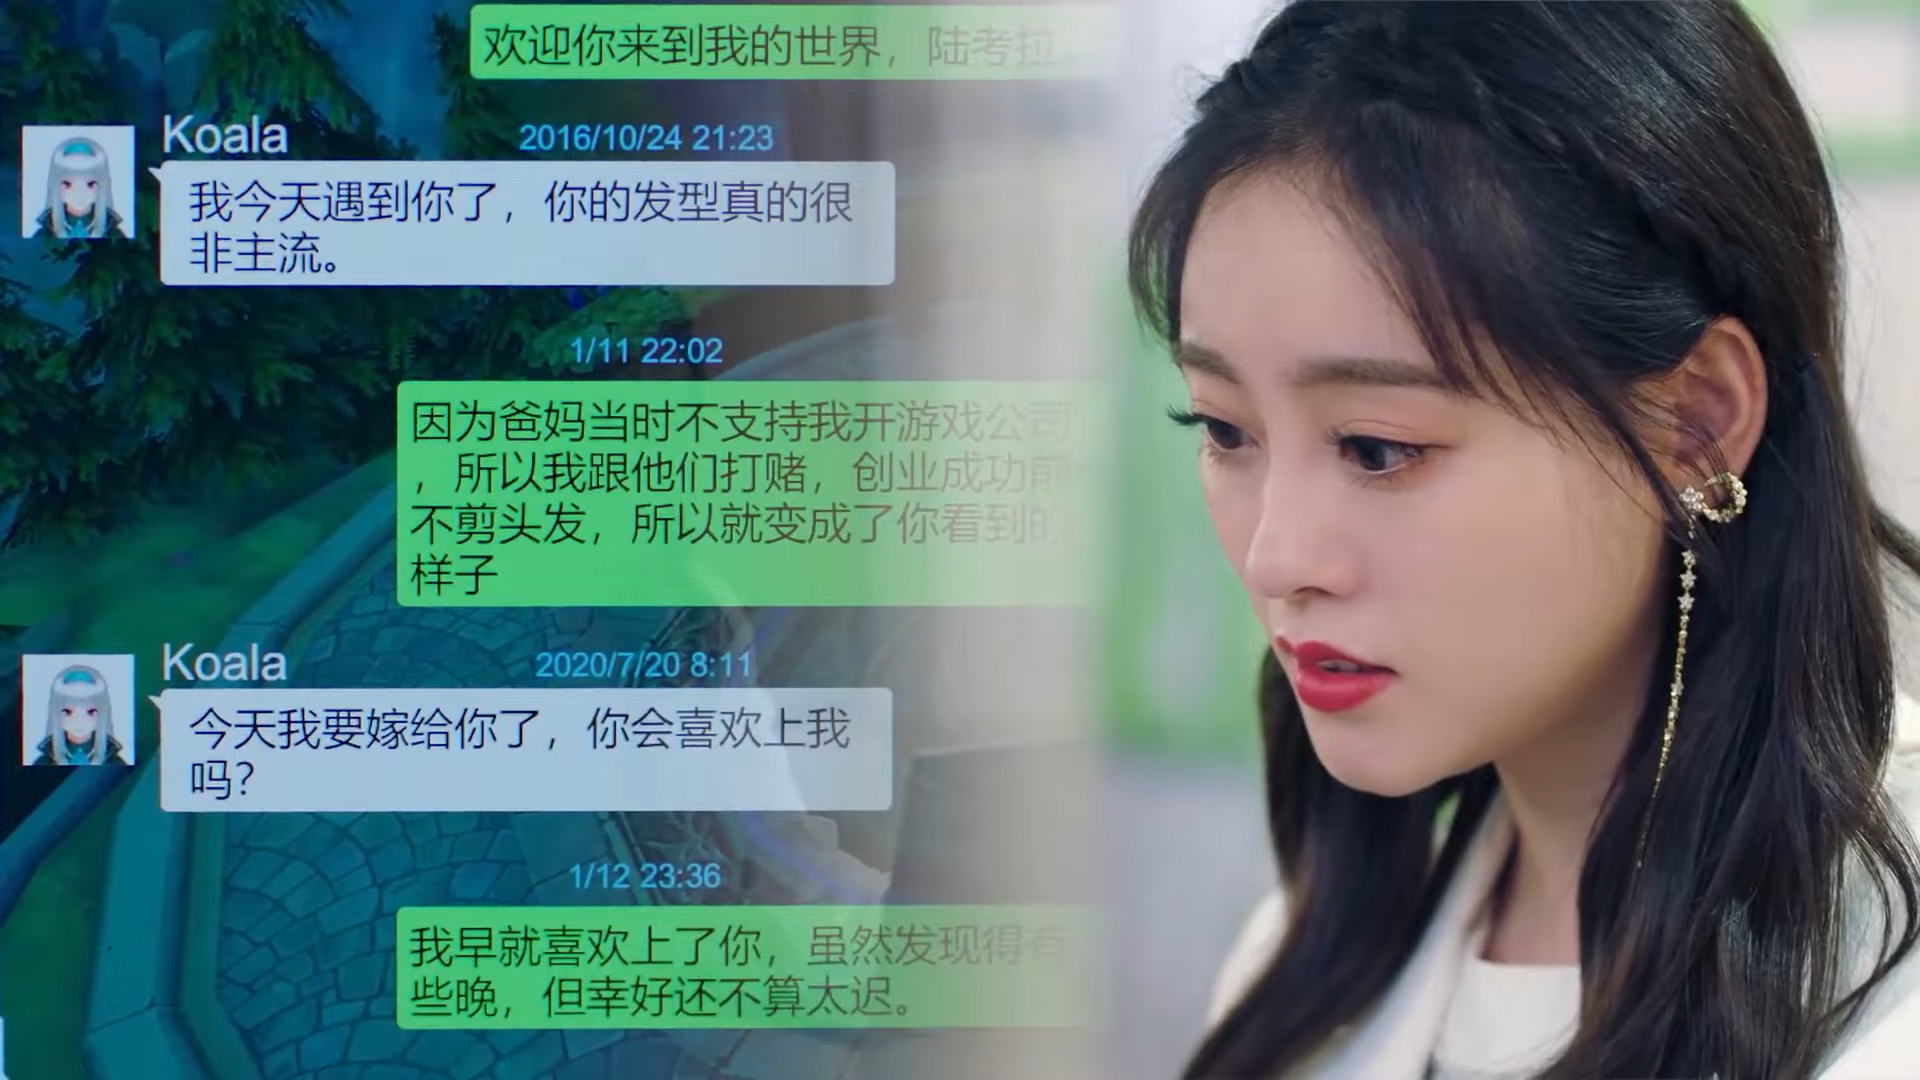 欢迎你来到我的世界，陆考拉
Koala
2016/10/24 21:23
我今天遇到你了，你的发型真的很
非主流。
1/11 22:02
因为爸妈当时不支持我开游戏公司
，所以我跟他们打赌，创业成功前
不剪头发，所以就变成了你看到的
样子
Koala
2020/7/20 8:11
今天我要嫁给你了，你会喜欢上我
吗？
1/12 23:36
我早就喜欢上了你，虽然发现得有
些晚，但幸好还不算太迟。